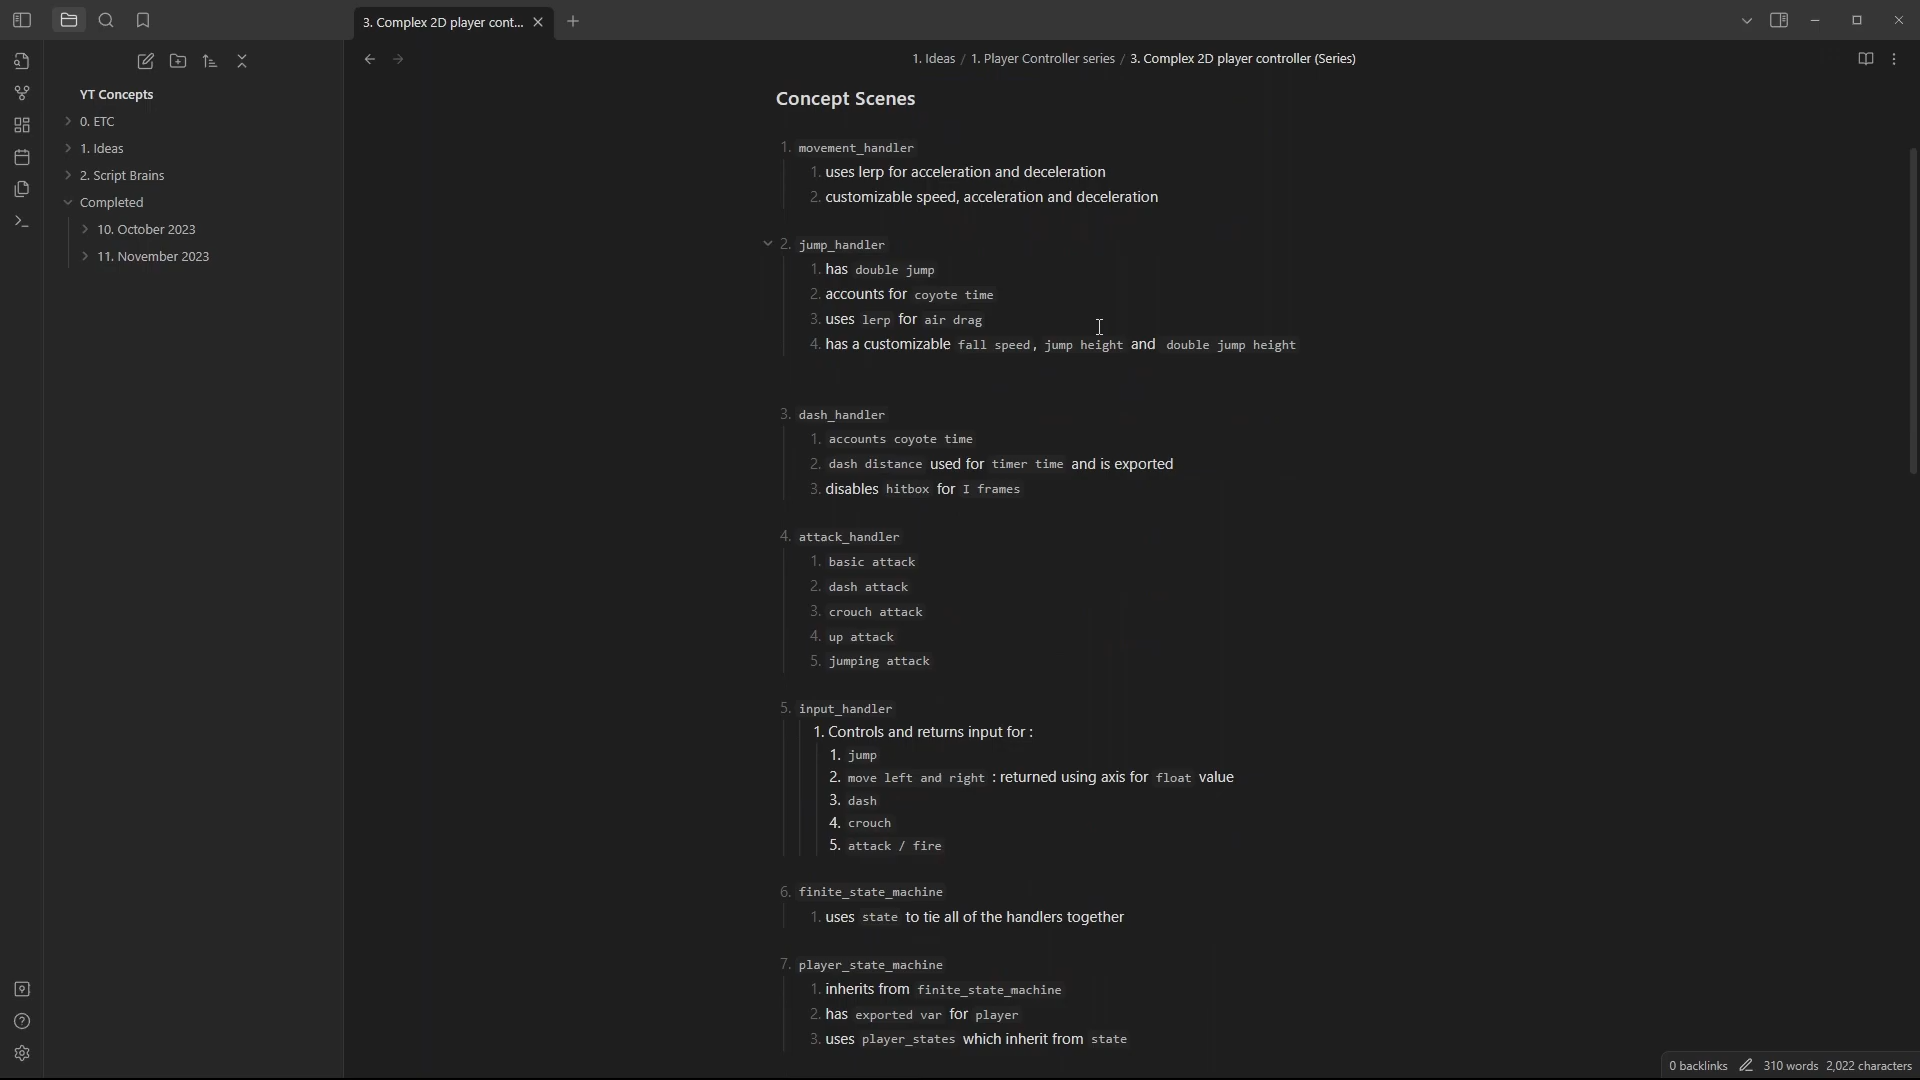 3. Complex 2D player cont...
1. Ideas / 1. Player Controller series / 3. Complex 2D player controller (Series)
YT Concepts
0. ETC
1. Ideas
2. Script Brains
Completed
10. October 2023
11. November 2023
Concept Scenes
1. movement_handler
1. uses lerp for acceleration and deceleration
2. customizable speed, acceleration and deceleration
2. jump_handler
1. has double jump
2. accounts for coyote time
3. uses lerp for air drag
4. has a customizable fall speed, jump height and double jump height
3. dash_handler
1. accounts coyote time
2. dash distance used for timer time and is exported
3. disables hitbox for I frames
4. attack_handler
1. basic attack
2. dash attack
3. crouch attack
4. up attack
5. jumping attack
5. input_handler
1. Controls and returns input for :
1. jump
2. move left and right : returned using axis for float value
3. dash
4. crouch
5. attack / fire
6. finite_state_machine
1. uses state to tie all of the handlers together
7. player_state_machine
1. inherits from finite_state_machine
2. has exported var for player
3. uses player_states which inherit from state
0 backlinks 310 words 2,022 characters